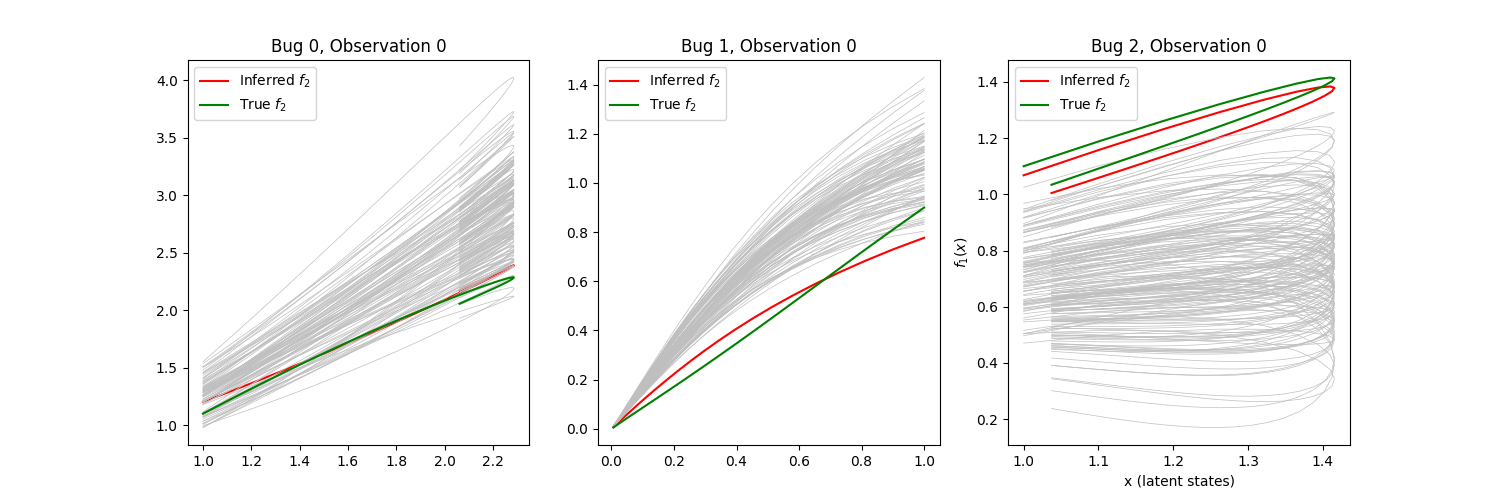 Bug 0, Observation 0
Inferred f₂
True f₂
4.0
3.5
3.0
2.5
2.0
1.5
1.0
1.0 1.2 1.4 1.6 1.8 2.0 2.2
Bug 1, Observation 0
Inferred f₂
True f₂
1.4
1.2
1.0
0.8
0.6
0.4
0.2
0.0
0.0 0.2 0.4 0.6 0.8 1.0
Bug 2, Observation 0
Inferred f₂
True f₂
f₁(x)
1.4
1.2
1.0
0.8
0.6
0.4
0.2
1.0 1.1 1.2 1.3 1.4
x (latent states)